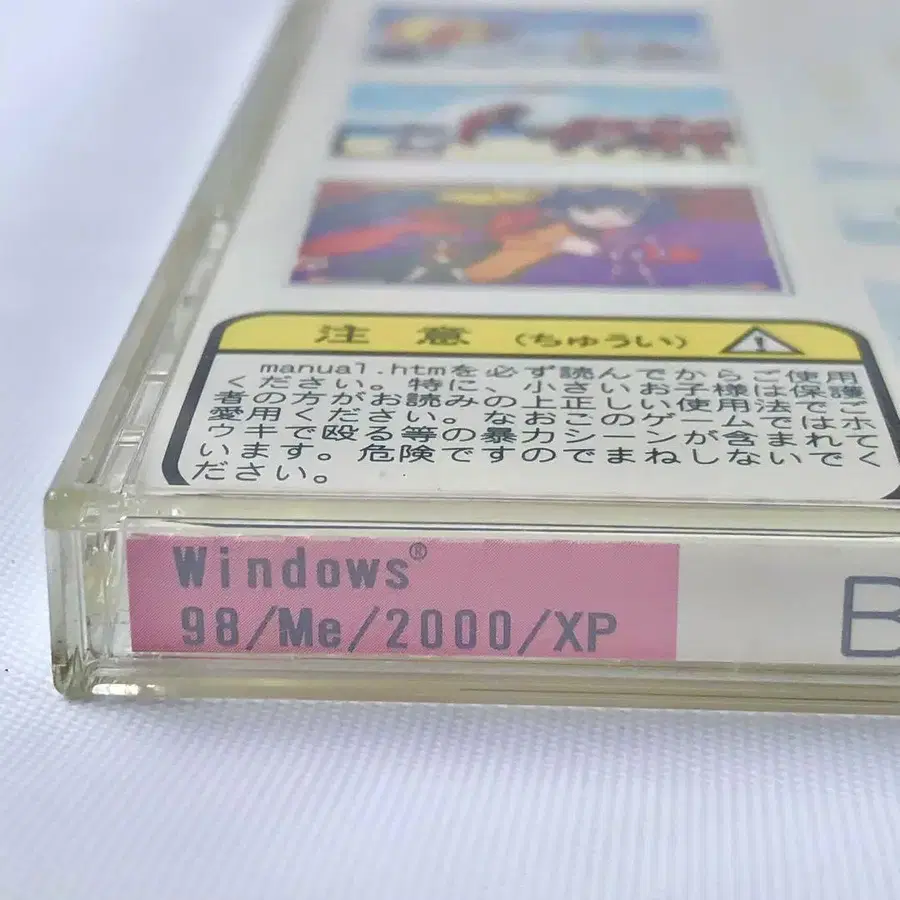 注 意 (ちゅうい)
manual.htmを必ず読んでからご使用
ください。特に、小さいお子様は保護
者の方がお読みの上正しい使用法でご
愛用ください。なおこのゲームではホ
ウキで殴る等の暴力シーンが含まれて
います。危険ですのでまねしないでく
ださい。
Windows®
98/Me/2000/XP
B